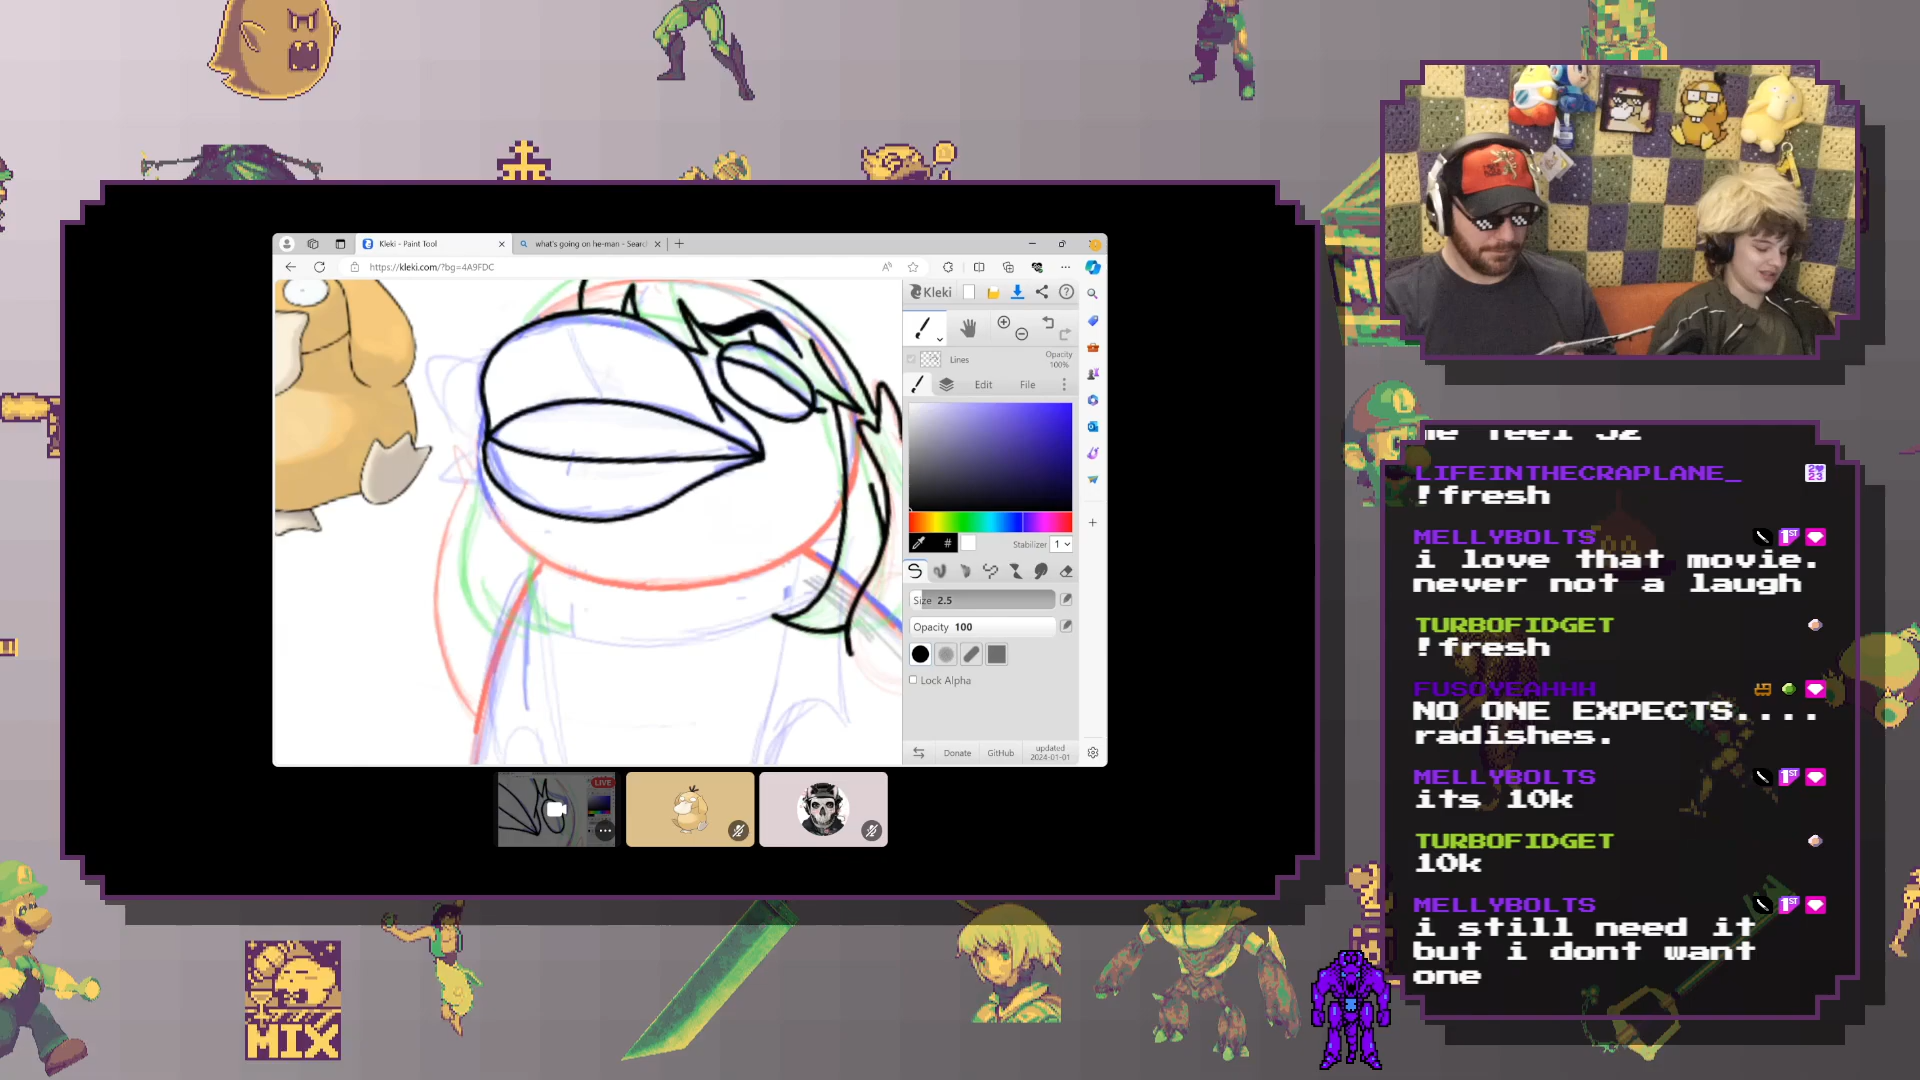 Kleki - Paint Tool
what's going on he-man - Searc
https://kleki.com/?bg=4A9FDC
Kleki
Lines
Opacity
100%
Edit
File
#
Stabilizer 1
Size 2.5
Opacity 100
Lock Alpha
Donate
GitHub
updated
2024-01-01
LIVE
MIX
LIFEINTHECRAPLANE_
!fresh
MELLYBOLTS
i love that movie.
never not a laugh
TURBOFIDGET
!fresh
FUSOYEAHHH
NO ONE EXPECTS....
radishes.
MELLYBOLTS
its 10k
TURBOFIDGET
10k
MELLYBOLTS
i still need it
but i dont want
one